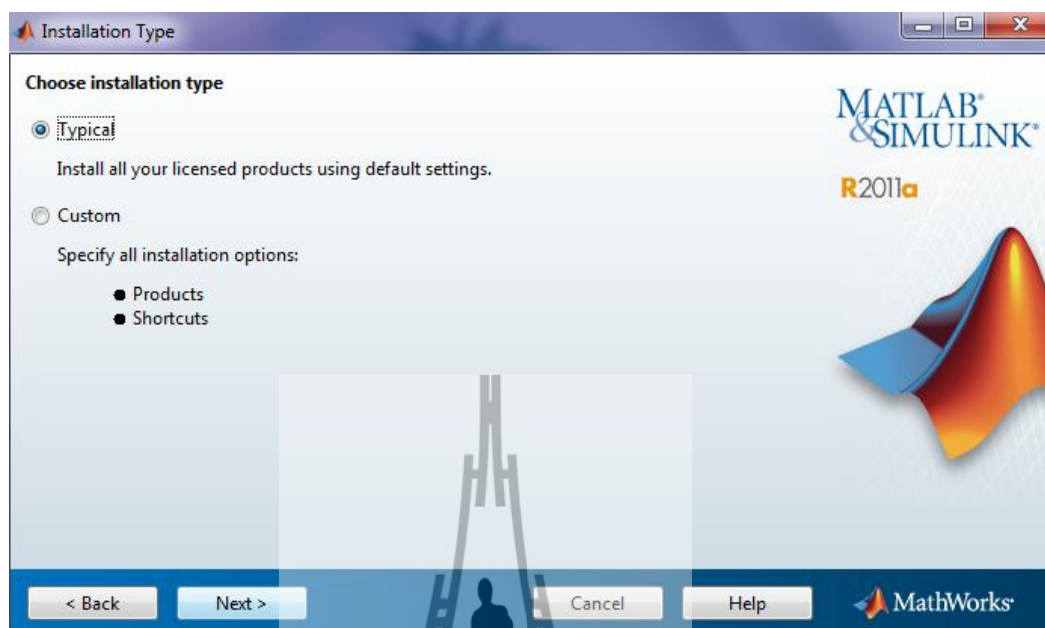 Installation Type
Choose installation type
Typical
Install all your licensed products using default settings.
Custom
Specify all installation options:
● Products
● Shortcuts
MATLAB®
&SIMULINK®
R2011a
< Back
Next >
Cancel
Help
MathWorks®